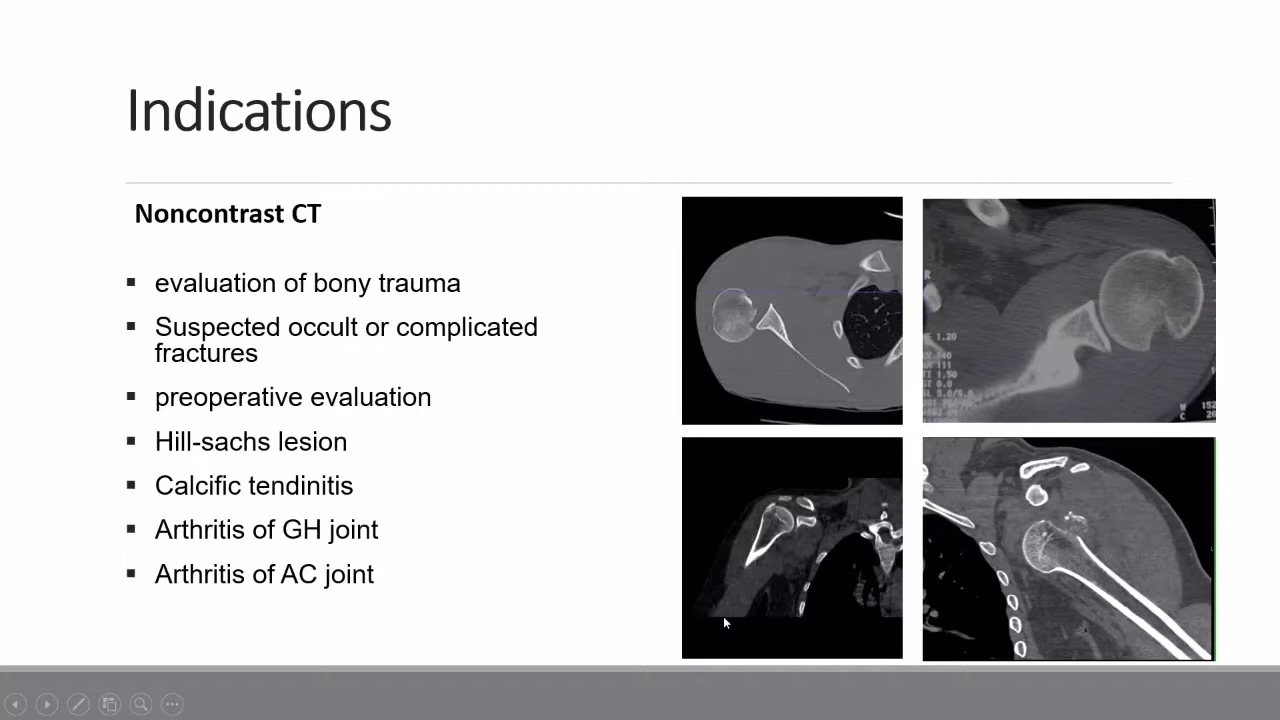 Indications
Noncontrast CT
evaluation of bony trauma
Suspected occult or complicated
fractures
preoperative evaluation
Hill-sachs lesion
Calcific tendinitis
Arthritis of GH joint
Arthritis of AC joint
R